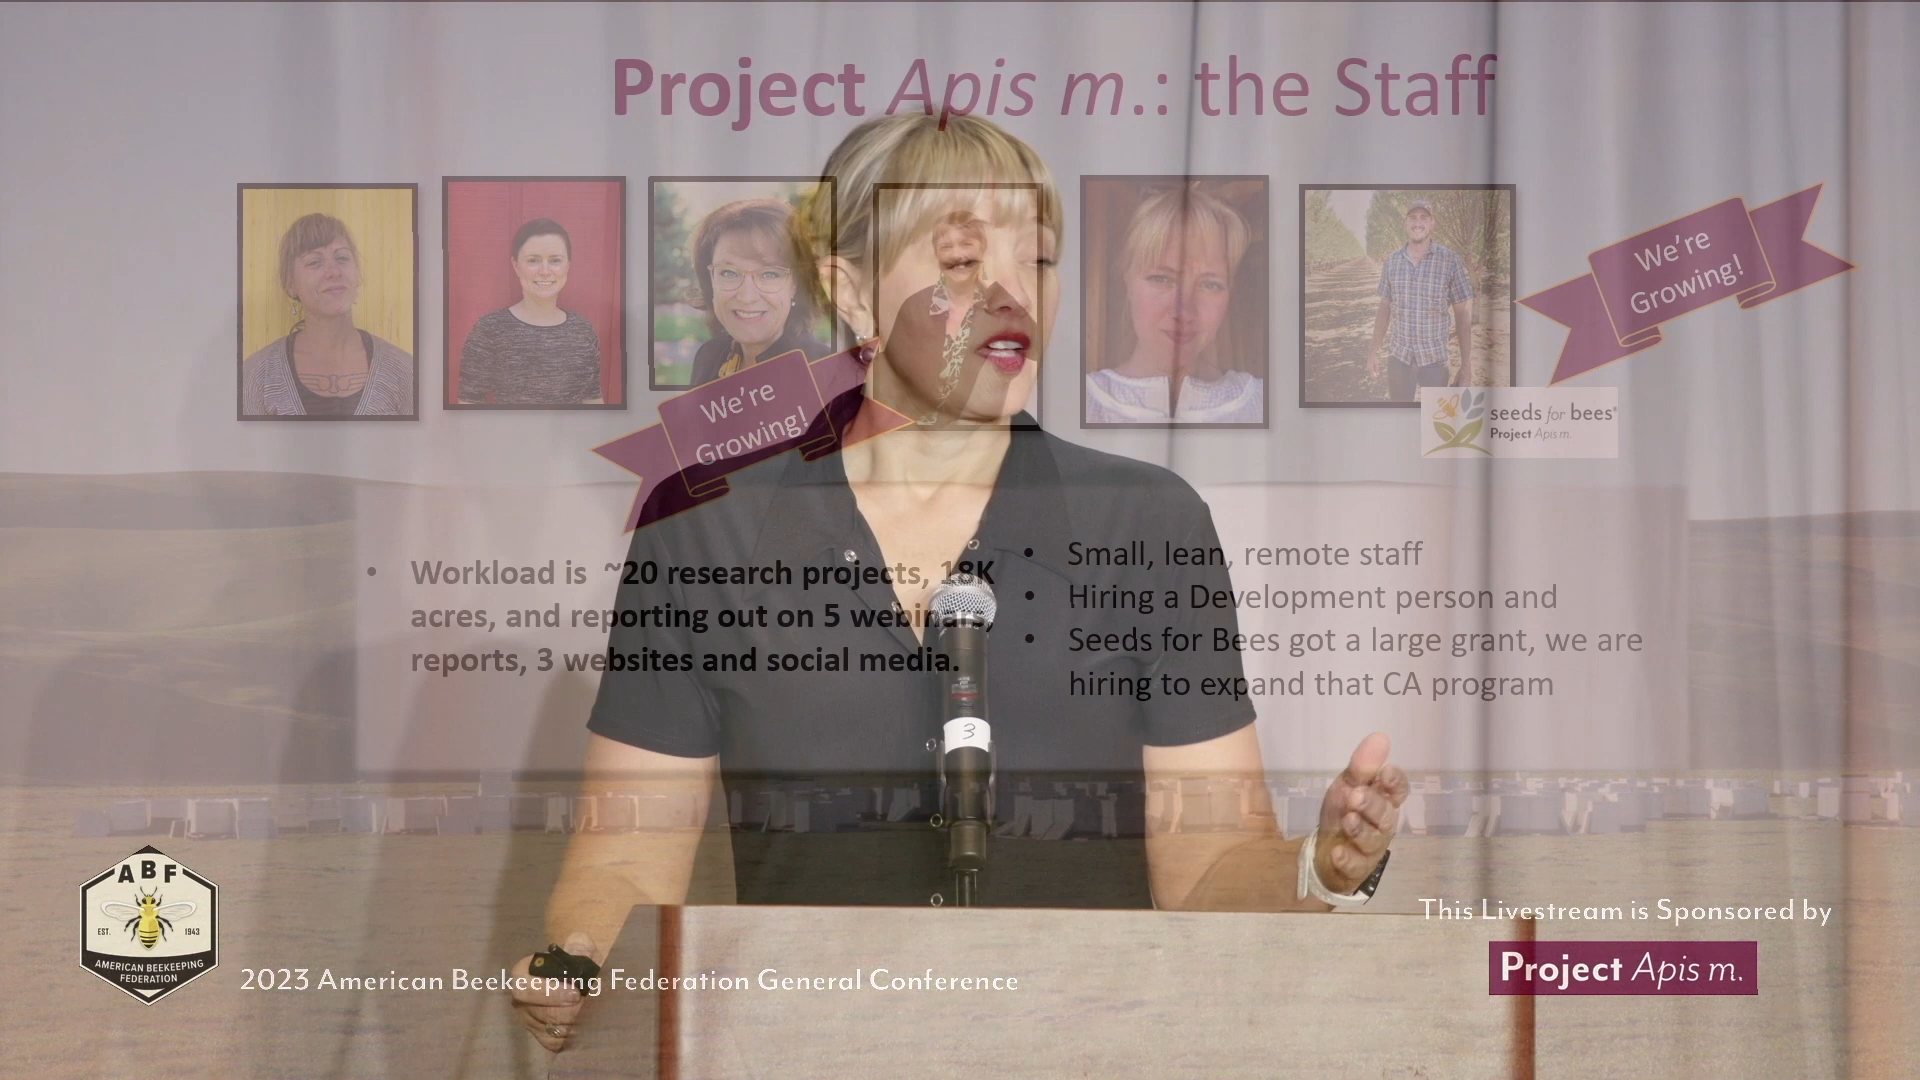 Project Apis m.: the Staff
We're
Growing!
We're
Growing!
seeds for bees®
Project Apis m.
• Workload is ~20 research projects, 18K
acres, and reporting out on 5 webinars,
reports, 3 websites and social media.
• Small, lean, remote staff
• Hiring a Development person and
• Seeds for Bees got a large grant, we are
hiring to expand that CA program
3
ABF
EST. 1943
AMERICAN BEEKEEPING
FEDERATION
2023 American Beekeeping Federation General Conference
This Livestream is Sponsored by
Project Apis m.